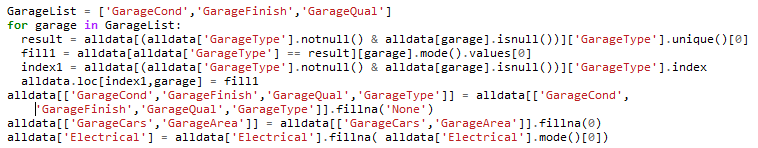 GarageList = ['GarageCond','GarageFinish','GarageQual']
for garage in GarageList:
result = alldata[(alldata['GarageType'].notnull() & alldata[garage].isnull())]['GarageType'].unique()[0]
fill1 = alldata[alldata['GarageType'] == result][garage].mode().values[0]
index1 = alldata[(alldata['GarageType'].notnull() & alldata[garage].isnull())]['GarageType'].index
alldata.loc[index1,garage] = fill1
alldata[['GarageCond','GarageFinish','GarageQual','GarageType']] = alldata[['GarageCond',
'GarageFinish','GarageQual','GarageType']].fillna('None')
alldata[['GarageCars','GarageArea']] = alldata[['GarageCars','GarageArea']].fillna(0)
alldata['Electrical'] = alldata['Electrical'].fillna( alldata['Electrical'].mode()[0])